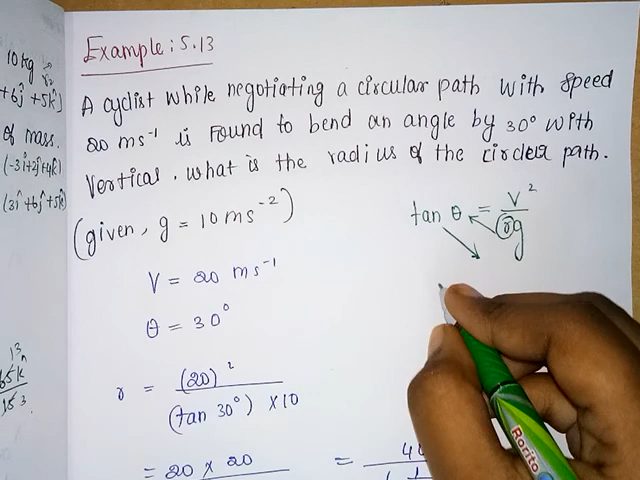 Example: 5.13
A cyclist while negotiating a circular path with speed
20 ms⁻¹ is found to bend an angle by 30° with
Vertical. what is the radius of the circular path.
(given, g = 10 ms⁻²)
tan θ = v² / rg
V = 20 ms⁻¹
θ = 30°
r = (20)² / (tan 30°) × 10
= 20 × 20 =
10 kg
+6ĵ +5k̂)
of mass.
(-3î+2ĵ+4k̂)
(3î+6ĵ+5k̂)
Rorito